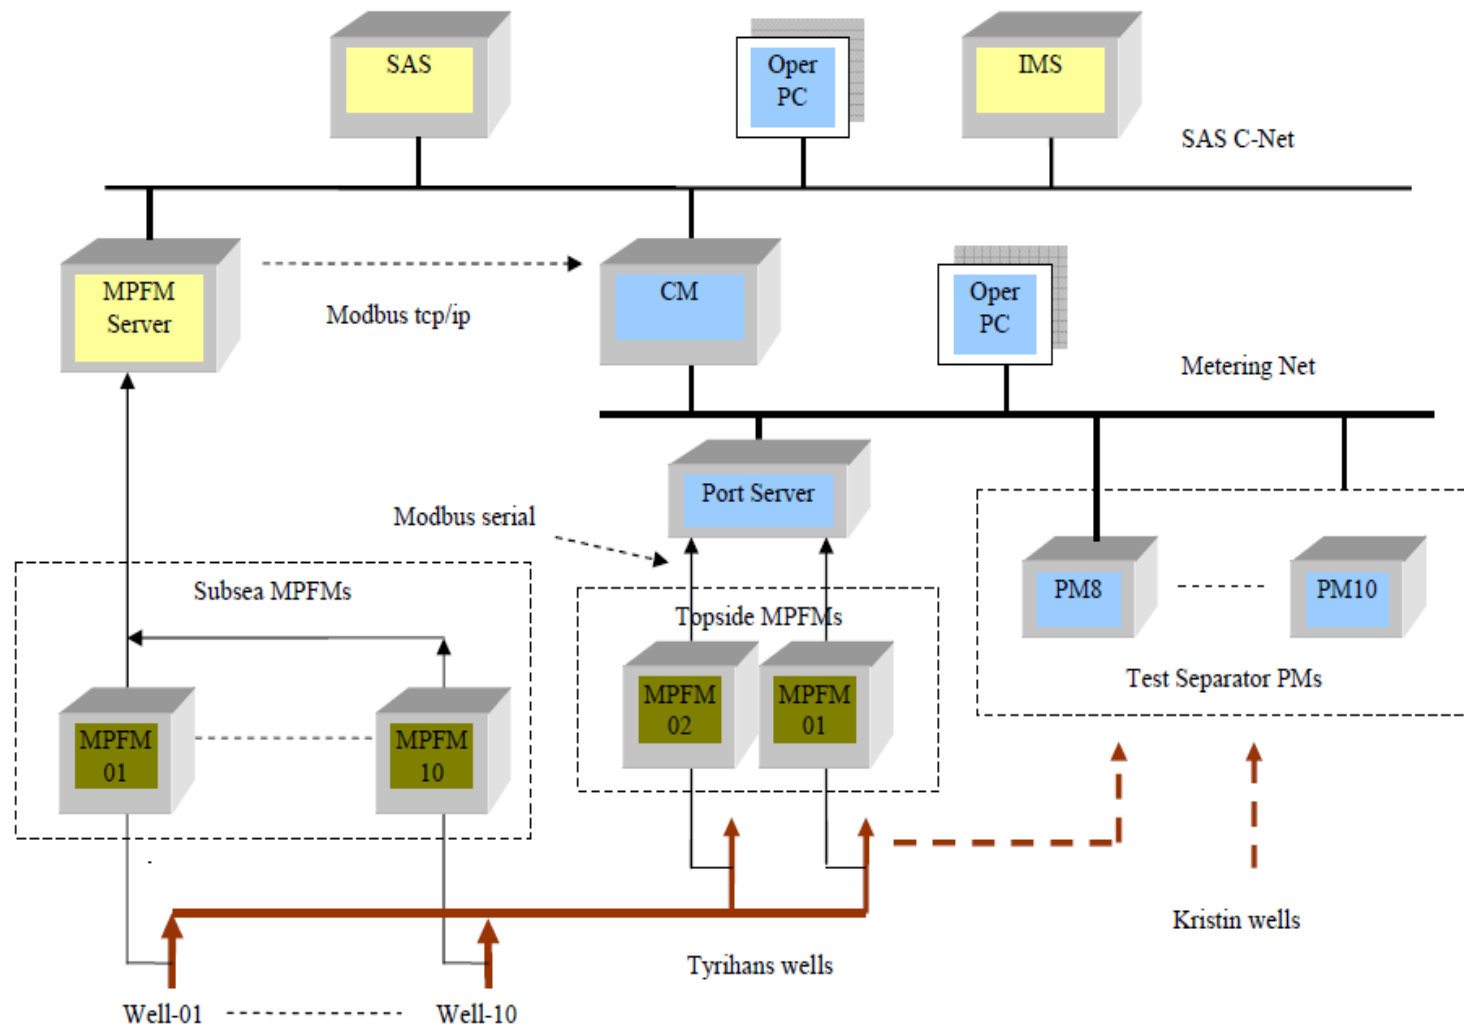 SAS
Oper
PC
IMS
SAS C-Net
MPFM
Server
Modbus tcp/ip
CM
Oper
PC
Metering Net
Port Server
Modbus serial
Subsea MPFMs
Topside MPFMs
PM8
PM10
MPFM
02
MPFM
01
Test Separator PMs
MPFM
01
MPFM
10
Kristin wells
Tyrihans wells
Well-01
Well-10